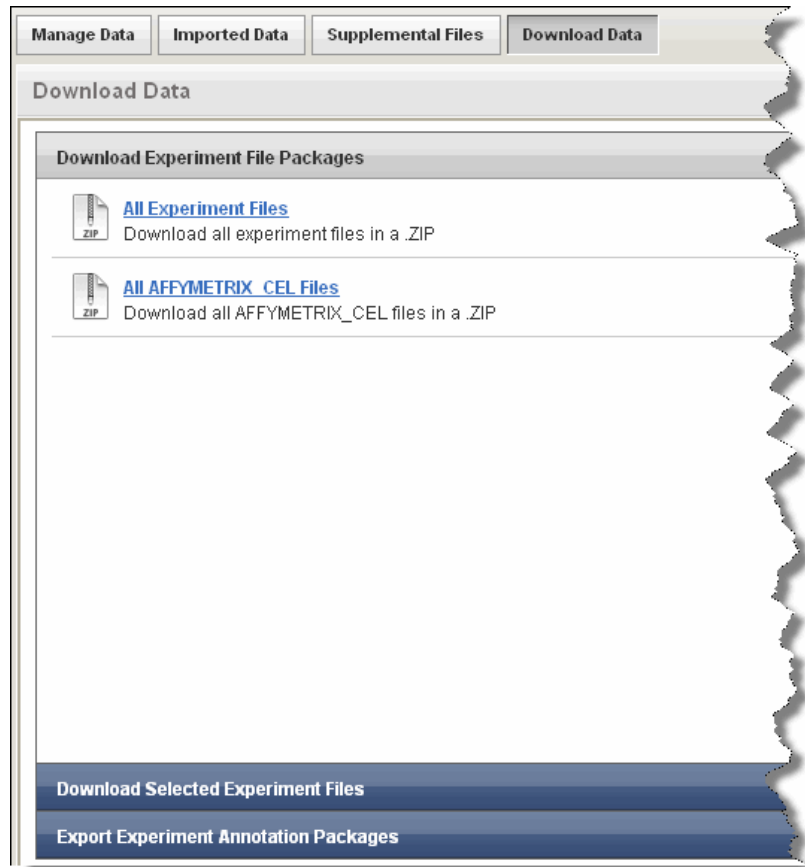 Manage Data
Imported Data
Supplemental Files
Download Data
Download Data
Download Experiment File Packages
ZIP
All Experiment Files
Download all experiment files in a .ZIP
ZIP
All AFFYMETRIX_CEL Files
Download all AFFYMETRIX_CEL files in a .ZIP
Download Selected Experiment Files
Export Experiment Annotation Packages